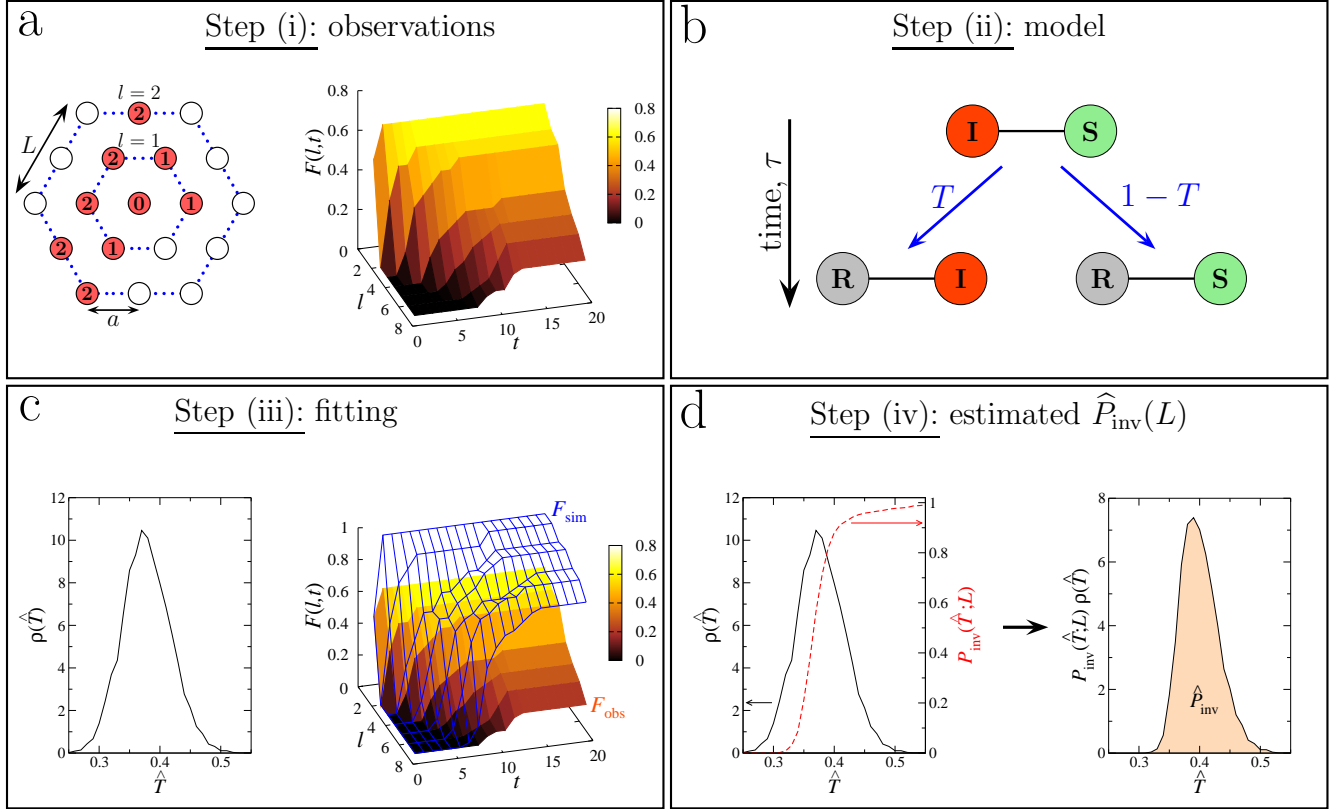 a
Step (i): observations
l = 2
2
L
l = 1
2 1
2 0 1
2 1
2
a
F(l,t)
0.8
0.6
0.4
0.2
0
2
4
6
8
l
0
5
10
15
20
t
0.8
0.6
0.4
0.2
0
b
Step (ii): model
time, τ
I S
T
1 − T
R I
R S
c
Step (iii): fitting
ρ(T̂)
12
10
8
6
4
2
0
0.3 0.4 0.5
T̂
F(l,t)
1
0.8
0.6
0.4
0.2
0
2
4
6
8
l
0
5
10
15
20
t
F_sim
F_obs
0.8
0.6
0.4
0.2
0
d
Step (iv): estimated P̂_inv(L)
ρ(T̂)
12
10
8
6
4
2
0
0.3 0.4 0.5
T̂
1
0.8
0.6
0.4
0.2
0
P_inv(T̂;L)
P_inv(T̂;L) ρ(T̂)
8
6
4
2
0
P̂_inv
0.3 0.4 0.5
T̂